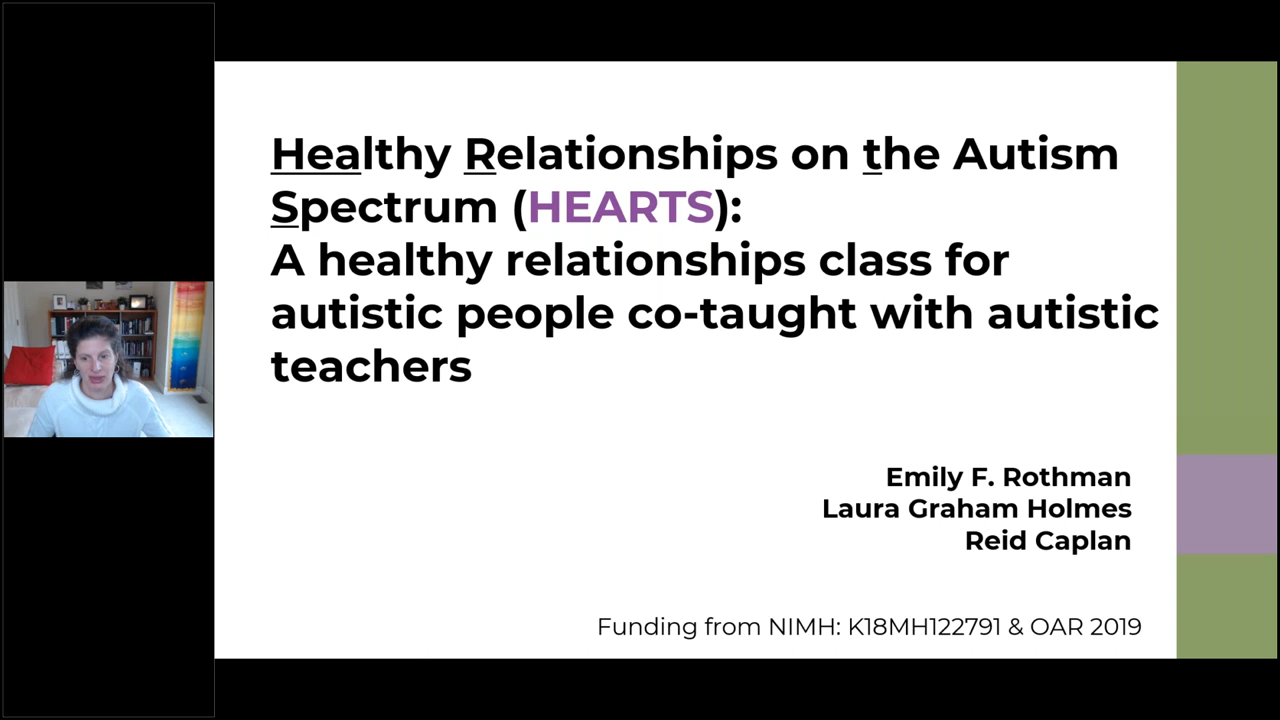 Healthy Relationships on the Autism
Spectrum (HEARTS):
A healthy relationships class for
autistic people co-taught with autistic
teachers
Emily F. Rothman
Laura Graham Holmes
Reid Caplan
Funding from NIMH: K18MH122791 & OAR 2019